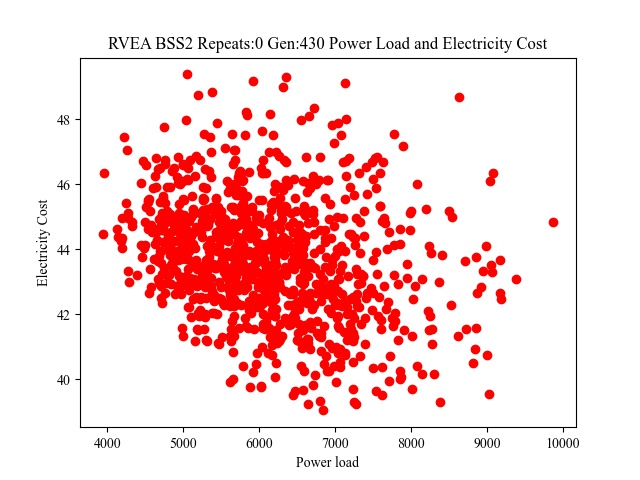 RVEA BSS2 Repeats:0 Gen:430 Power Load and Electricity Cost
48
46
44
42
40
Electricity Cost
4000 5000 6000 7000 8000 9000 10000
Power load